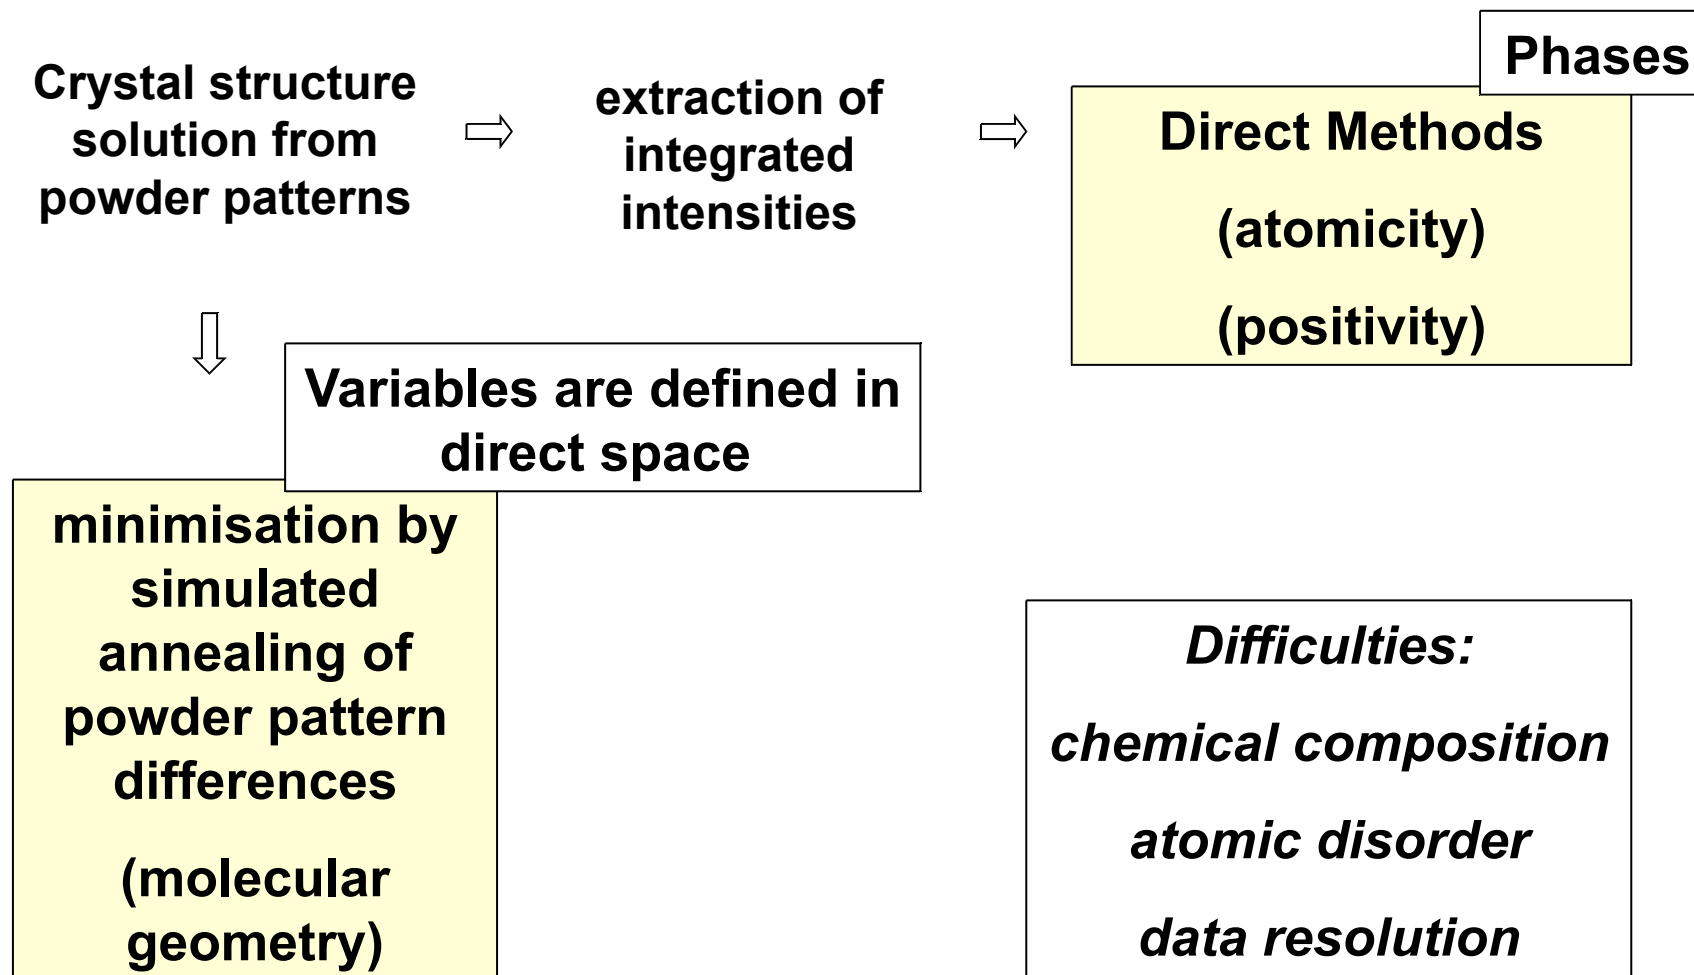 Crystal structure
solution from
powder patterns
extraction of
integrated
intensities
Phases
Direct Methods
(atomicity)
(positivity)
Variables are defined in
direct space
minimisation by
simulated
annealing of
powder pattern
differences
(molecular
geometry)
Difficulties:
chemical composition
atomic disorder
data resolution